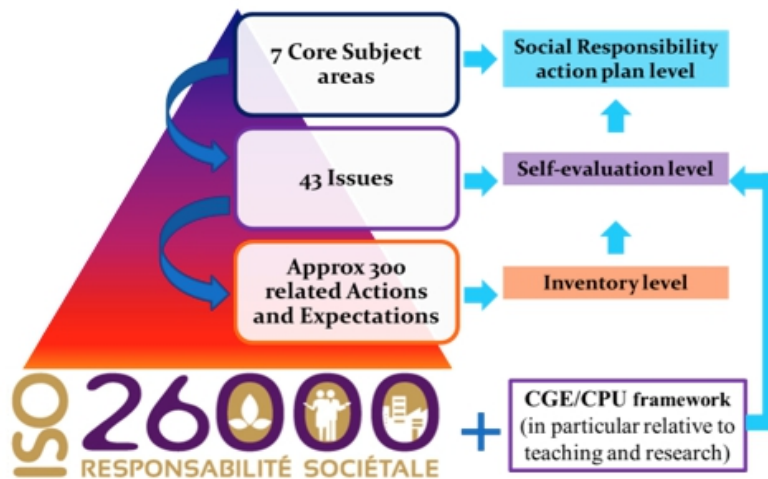 7 Core Subject
areas
Social Responsibility
action plan level
43 Issues
Self-evaluation level
Approx 300
related Actions
and Expectations
Inventory level
ISO 26000
RESPONSABILITÉ SOCIÉTALE
+
CGE/CPU framework
(in particular relative to
teaching and research)